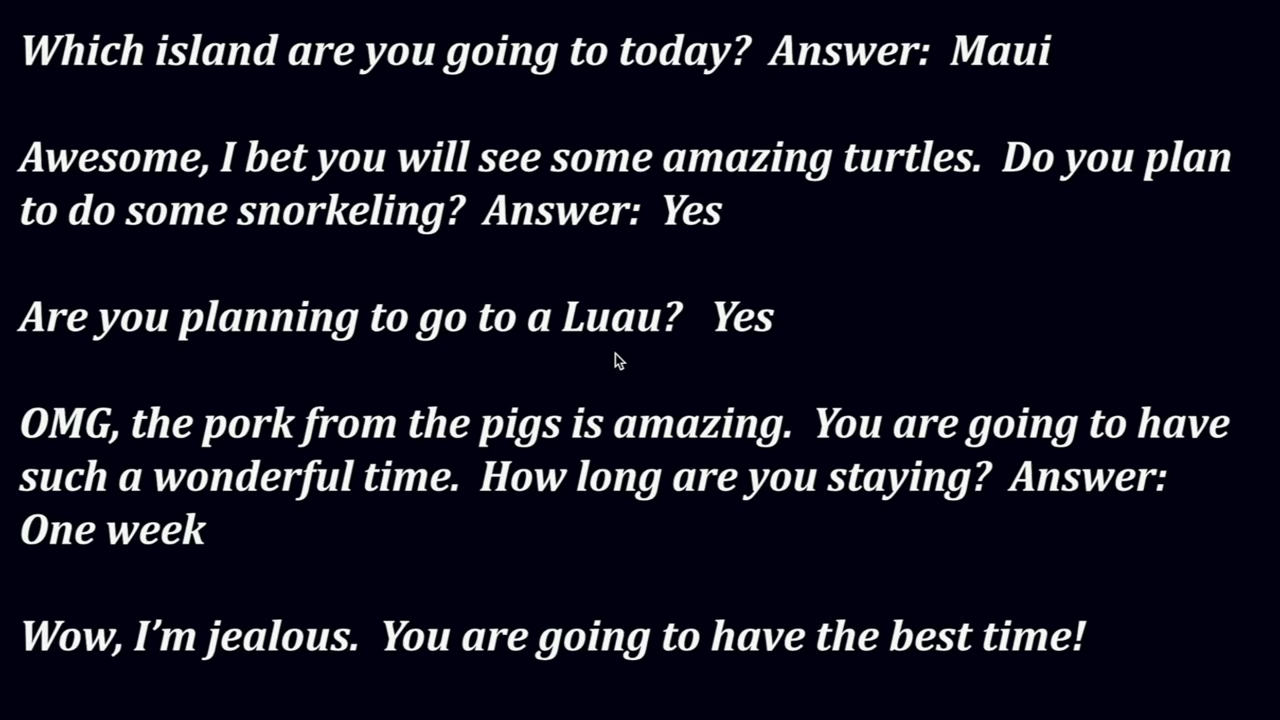 Which island are you going to today?  Answer:  Maui
Awesome, I bet you will see some amazing turtles.  Do you plan
to do some snorkeling?  Answer:  Yes
Are you planning to go to a Luau?   Yes
OMG, the pork from the pigs is amazing.  You are going to have
such a wonderful time.  How long are you staying?  Answer:
One week
Wow, I’m jealous.  You are going to have the best time!